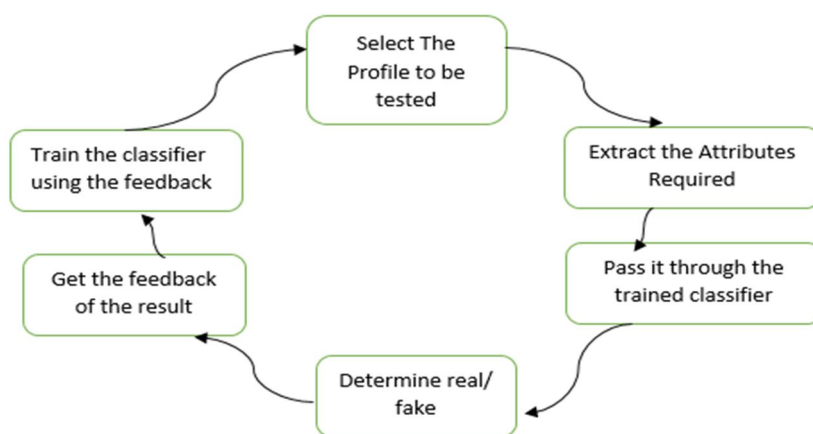 Select The
Profile to be
tested
Extract the Attributes
Required
Pass it through the
trained classifier
Determine real/
fake
Get the feedback
of the result
Train the classifier
using the feedback